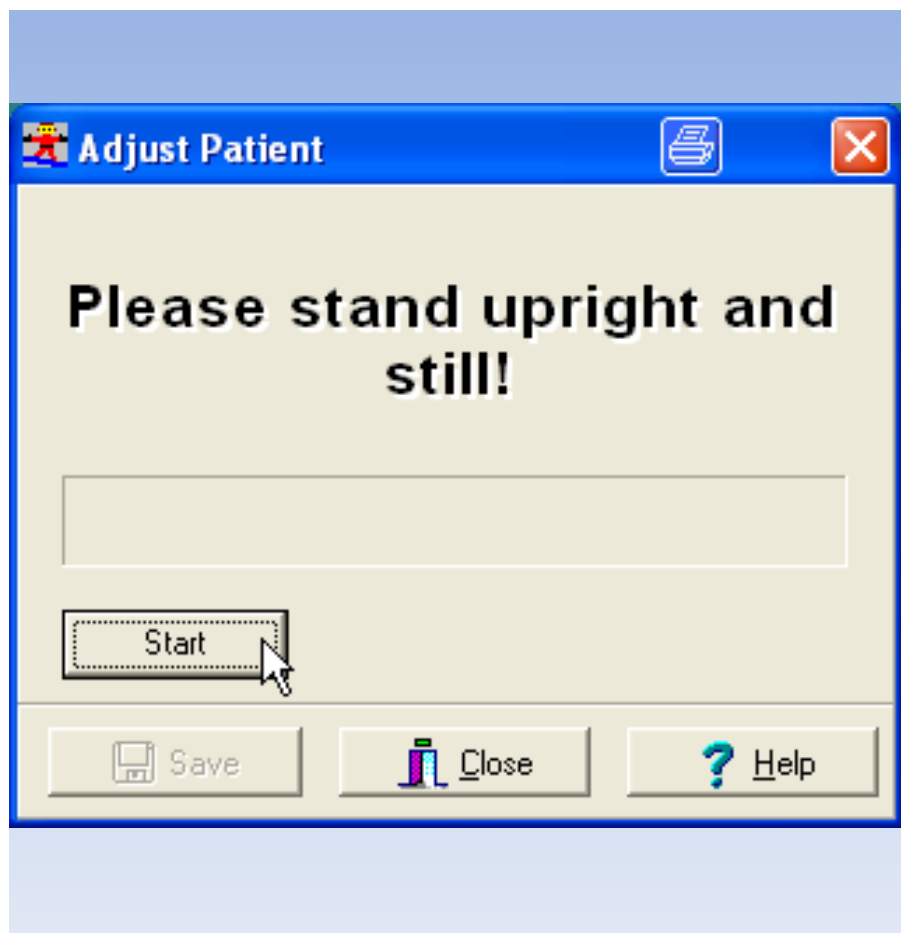 Adjust Patient
Please stand upright and
still!
Start
Save
Close
Help